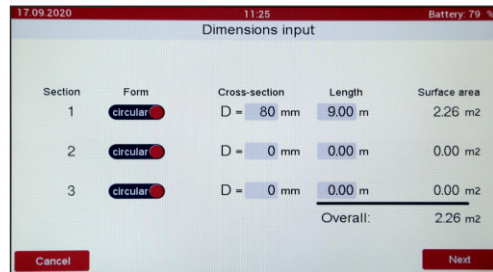 17.09.2020 11:25 Battery: 79 %
Dimensions input
Section Form Cross-section Length Surface area
1 circular D = 80 mm 9.00 m 2.26 m2
2 circular D = 0 mm 0.00 m 0.00 m2
3 circular D = 0 mm 0.00 m 0.00 m2
Overall: 2.26 m2
Cancel Next